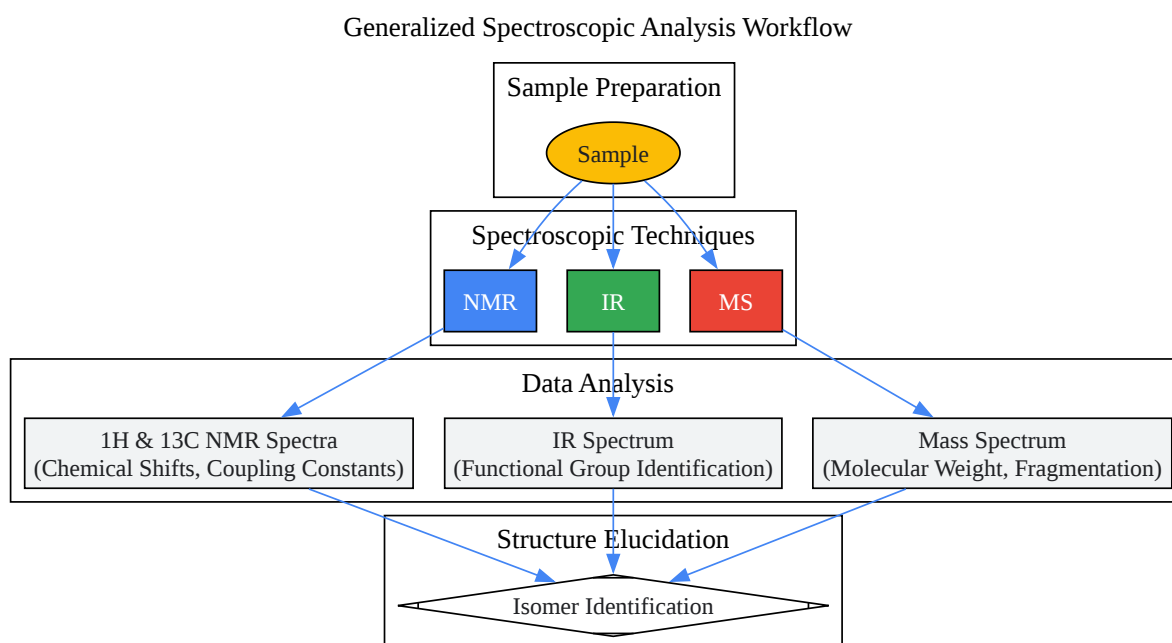 Generalized Spectroscopic Analysis Workflow
Sample Preparation
Sample
Spectroscopic Techniques
NMR
IR
MS
Data Analysis
1H & 13C NMR Spectra
(Chemical Shifts, Coupling Constants)
IR Spectrum
(Functional Group Identification)
Mass Spectrum
(Molecular Weight, Fragmentation)
Structure Elucidation
Isomer Identification